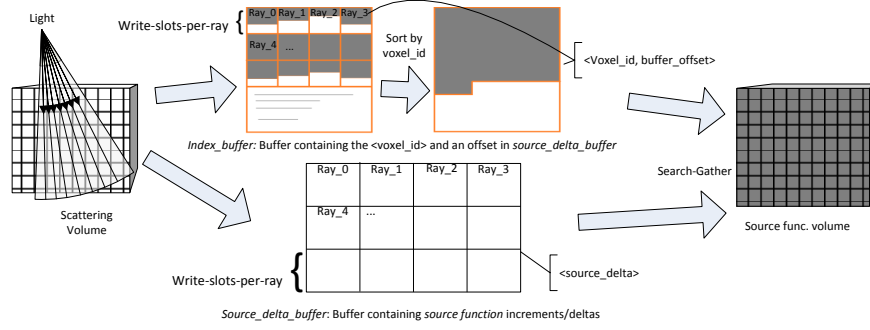 Light
Write-slots-per-ray
Ray_0 Ray_1 Ray_2 Ray_3
Ray_4 ...
Sort by
voxel_id
<Voxel_id, buffer_offset>
Index_buffer: Buffer containing the <voxel_id> and an offset in source_delta_buffer
Scattering
Volume
Ray_0 Ray_1 Ray_2 Ray_3
Ray_4 ...
Search-Gather
Source func. volume
Write-slots-per-ray
<source_delta>
Source_delta_buffer: Buffer containing source function increments/deltas